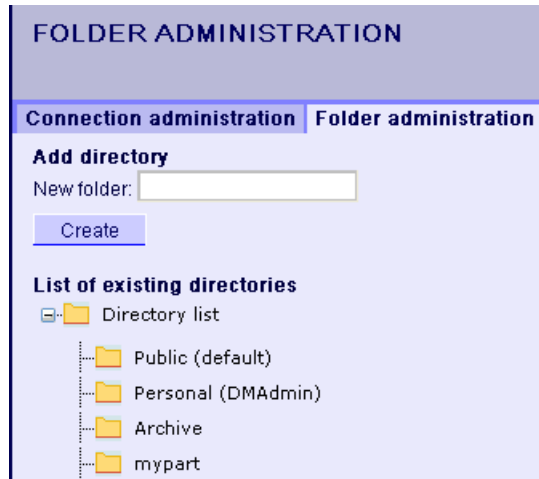 FOLDER ADMINISTRATION
Connection administration Folder administration
Add directory
New folder:
Create
List of existing directories
Directory list
Public (default)
Personal (DMAdmin)
Archive
mypart